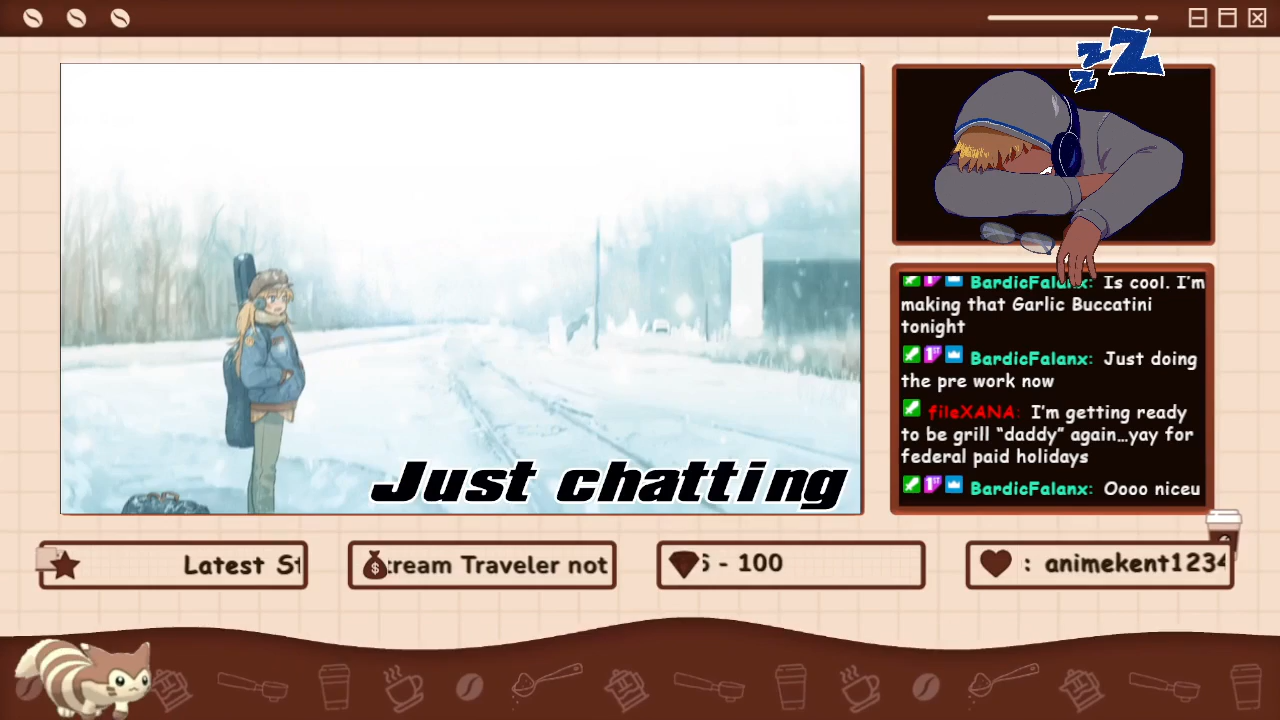 zzZ
BardicFalanx: Is cool. I'm
making that Garlic Buccatini
tonight
BardicFalanx: Just doing
the pre work now
fileXANA: I'm getting ready
to be grill "daddy" again...yay for
federal paid holidays
BardicFalanx: Oooo niceu
Just chatting
Latest St
tream Traveler not
- 100
: animekent1234